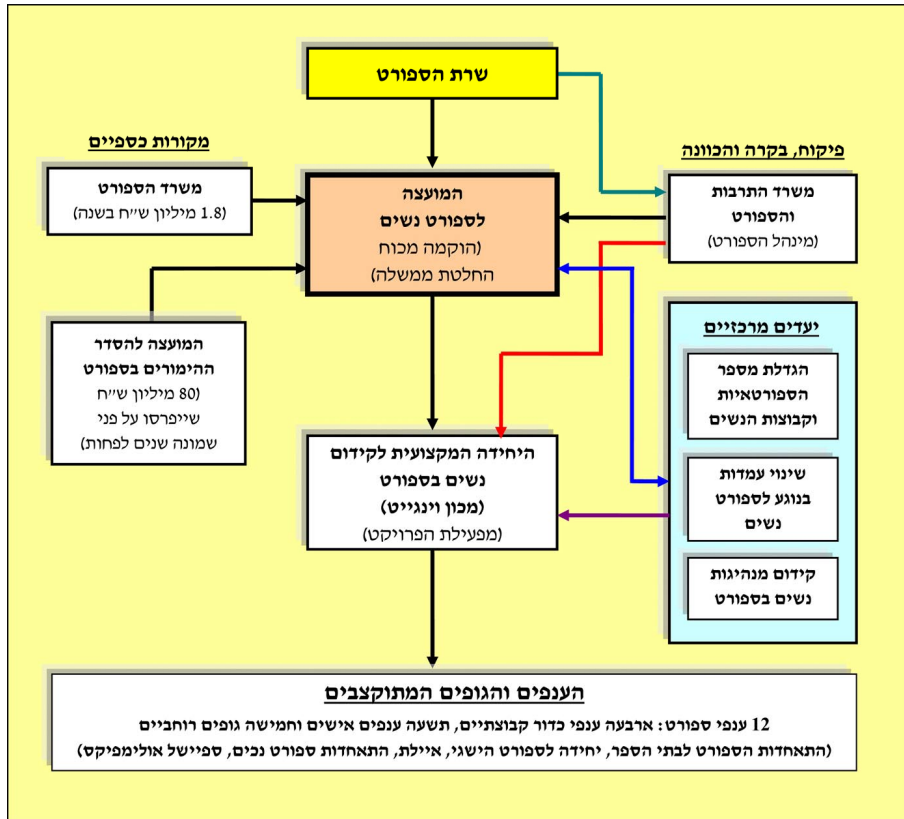 שרת הספורט
מקורות כספיים
משרד הספורט
(1.8 מיליון ש״ח בשנה)
המועצה
לספורט נשים
(הוקמה מכוח
החלטת ממשלה)
פיקוח, בקרה והכוונה
משרד התרבות
והספורט
(מינהל הספורט)
המועצה להסדר
ההימורים בספורט
(80 מיליון ש״ח
שייפרסו על פני
שמונה שנים לפחות)
יעדים מרכזיים
הגדלת מספר
הספורטאיות
וקבוצות הנשים
שינוי עמדות
בנוגע לספורט
נשים
קידום מנהיגות
נשים בספורט
היחידה המקצועית לקידום
נשים בספורט
(מכון וינגייט)
(מפעילת הפרויקט)
הענפים והגופים המתוקצבים
12 ענפי ספורט: ארבעה ענפי כדור קבוצתיים, תשעה ענפים אישים וחמישה גופים רוחביים
(התאחדות הספורט לבתי הספר, יחידה לספורט הישגי, איילת, התאחדות ספורט נכים, ספיישל אולימפיקס)